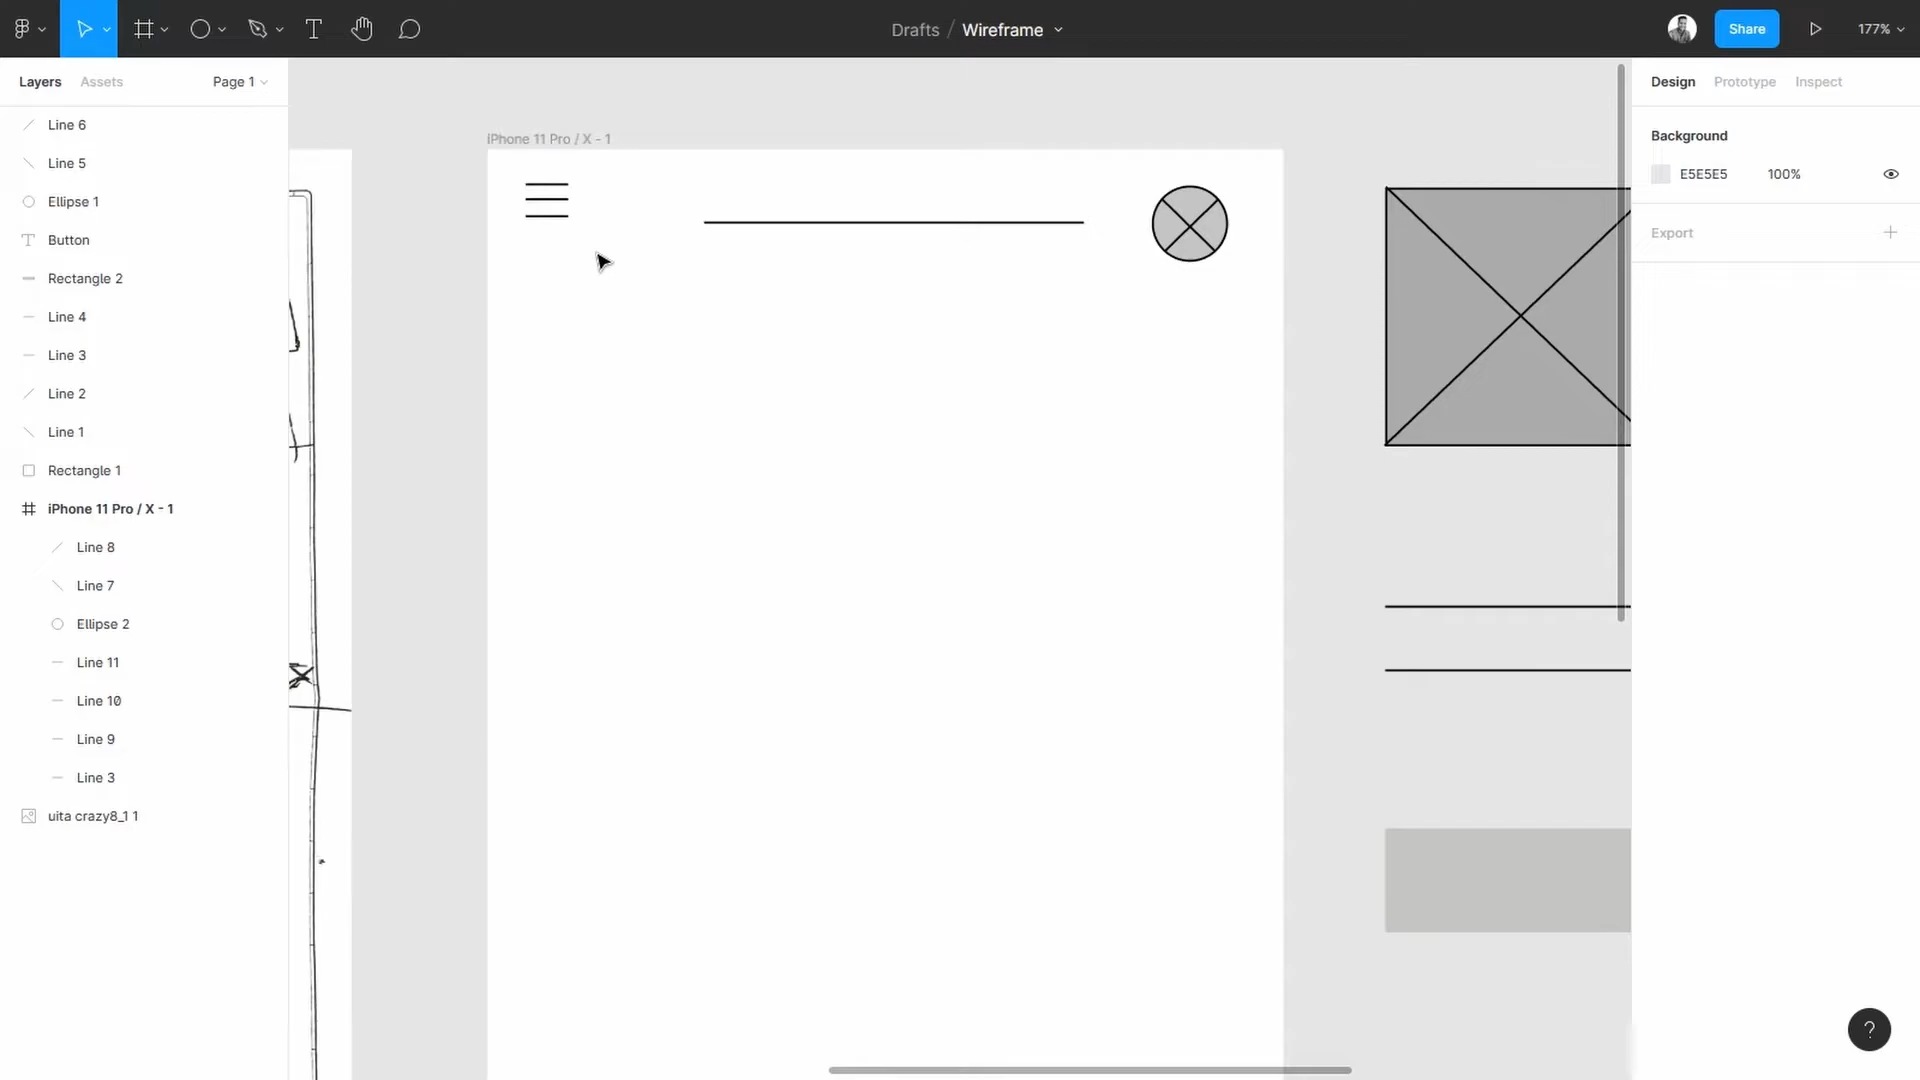 Drafts / Wireframe
Share
177%
Layers
Assets
Page 1
Line 6
Line 5
Ellipse 1
Button
Rectangle 2
Line 4
Line 3
Line 2
Line 1
Rectangle 1
iPhone 11 Pro / X - 1
Line 8
Line 7
Ellipse 2
Line 11
Line 10
Line 9
Line 3
uita crazy8_1 1
iPhone 11 Pro / X - 1
Design
Prototype
Inspect
Background
E5E5E5
100%
Export
?